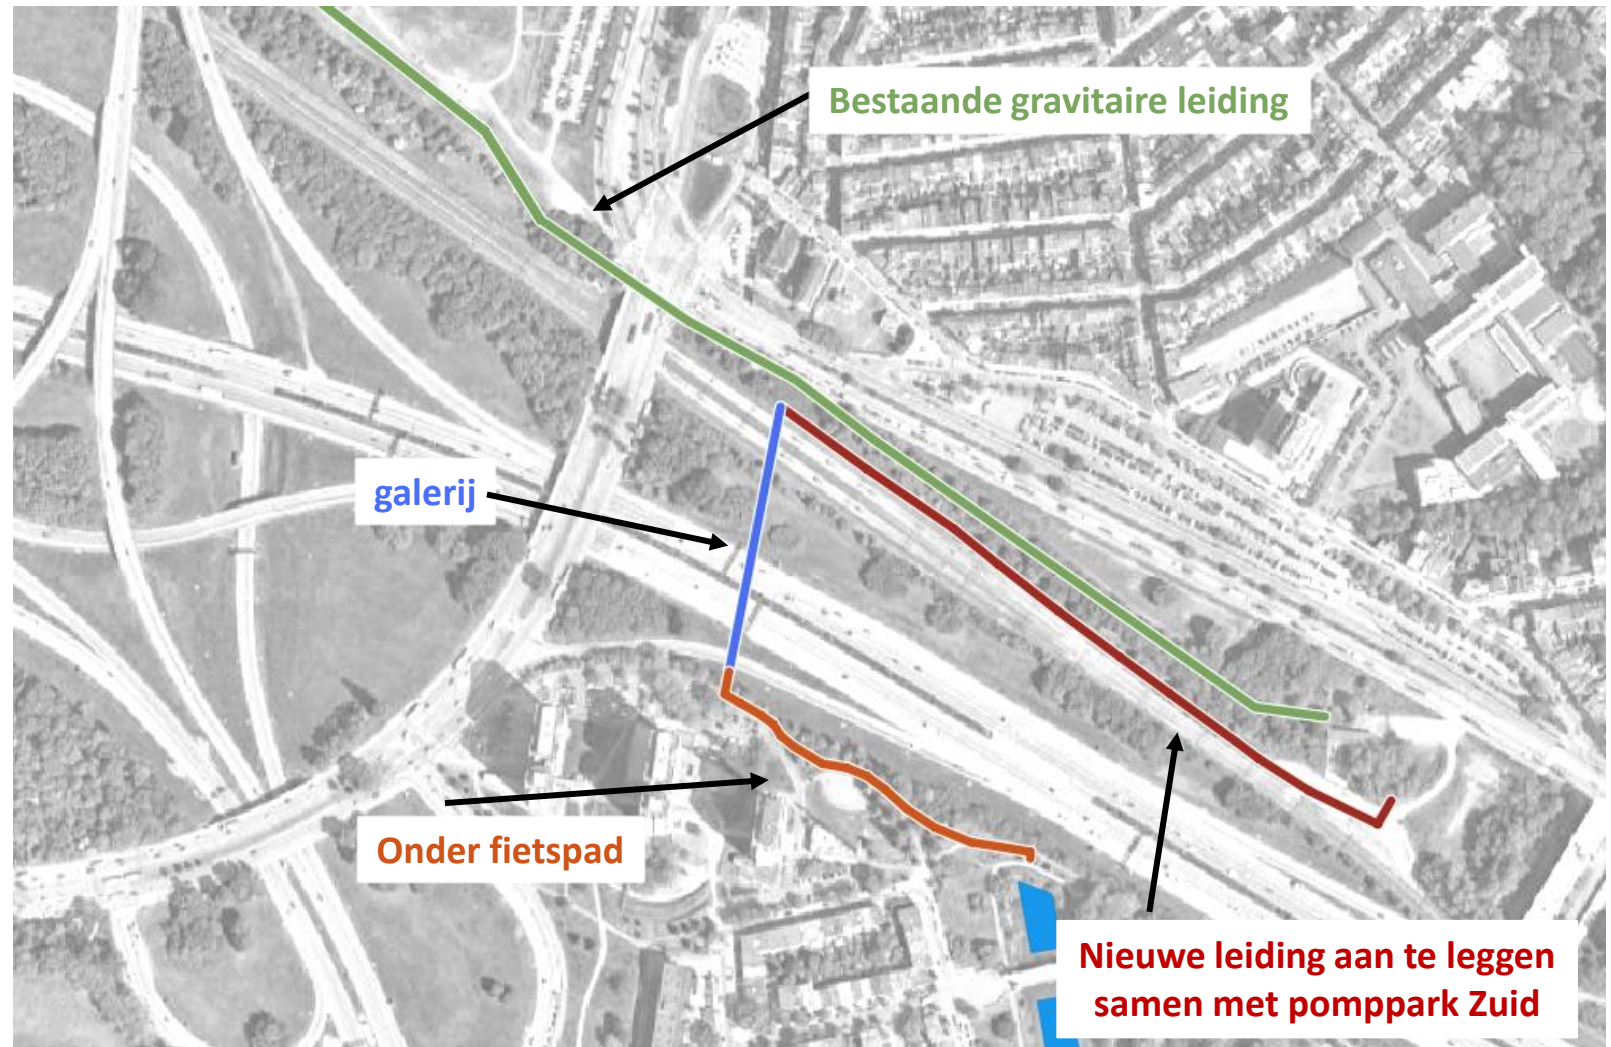 Bestaande gravitaire leiding
galerij
Onder fietspad
Nieuwe leiding aan te leggen
samen met pomppark Zuid